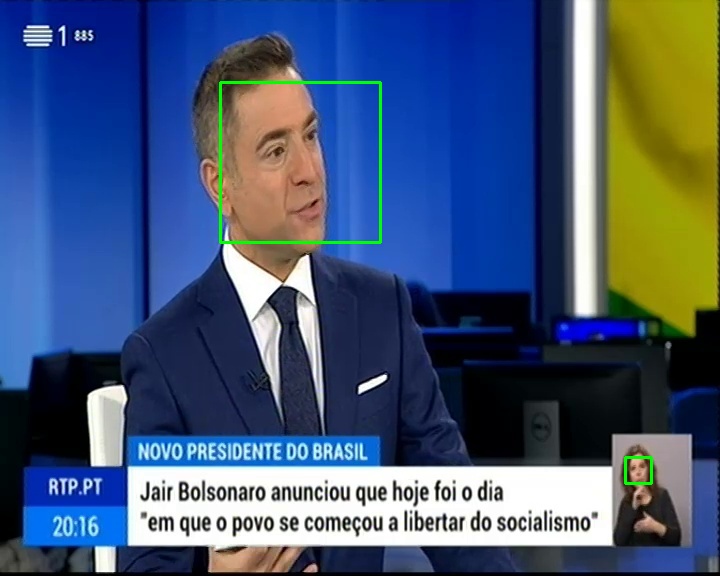 1 885
NOVO PRESIDENTE DO BRASIL
RTP.PT
Jair Bolsonaro anunciou que hoje foi o dia
20:16
"em que o povo se começou a libertar do socialismo"
DELL